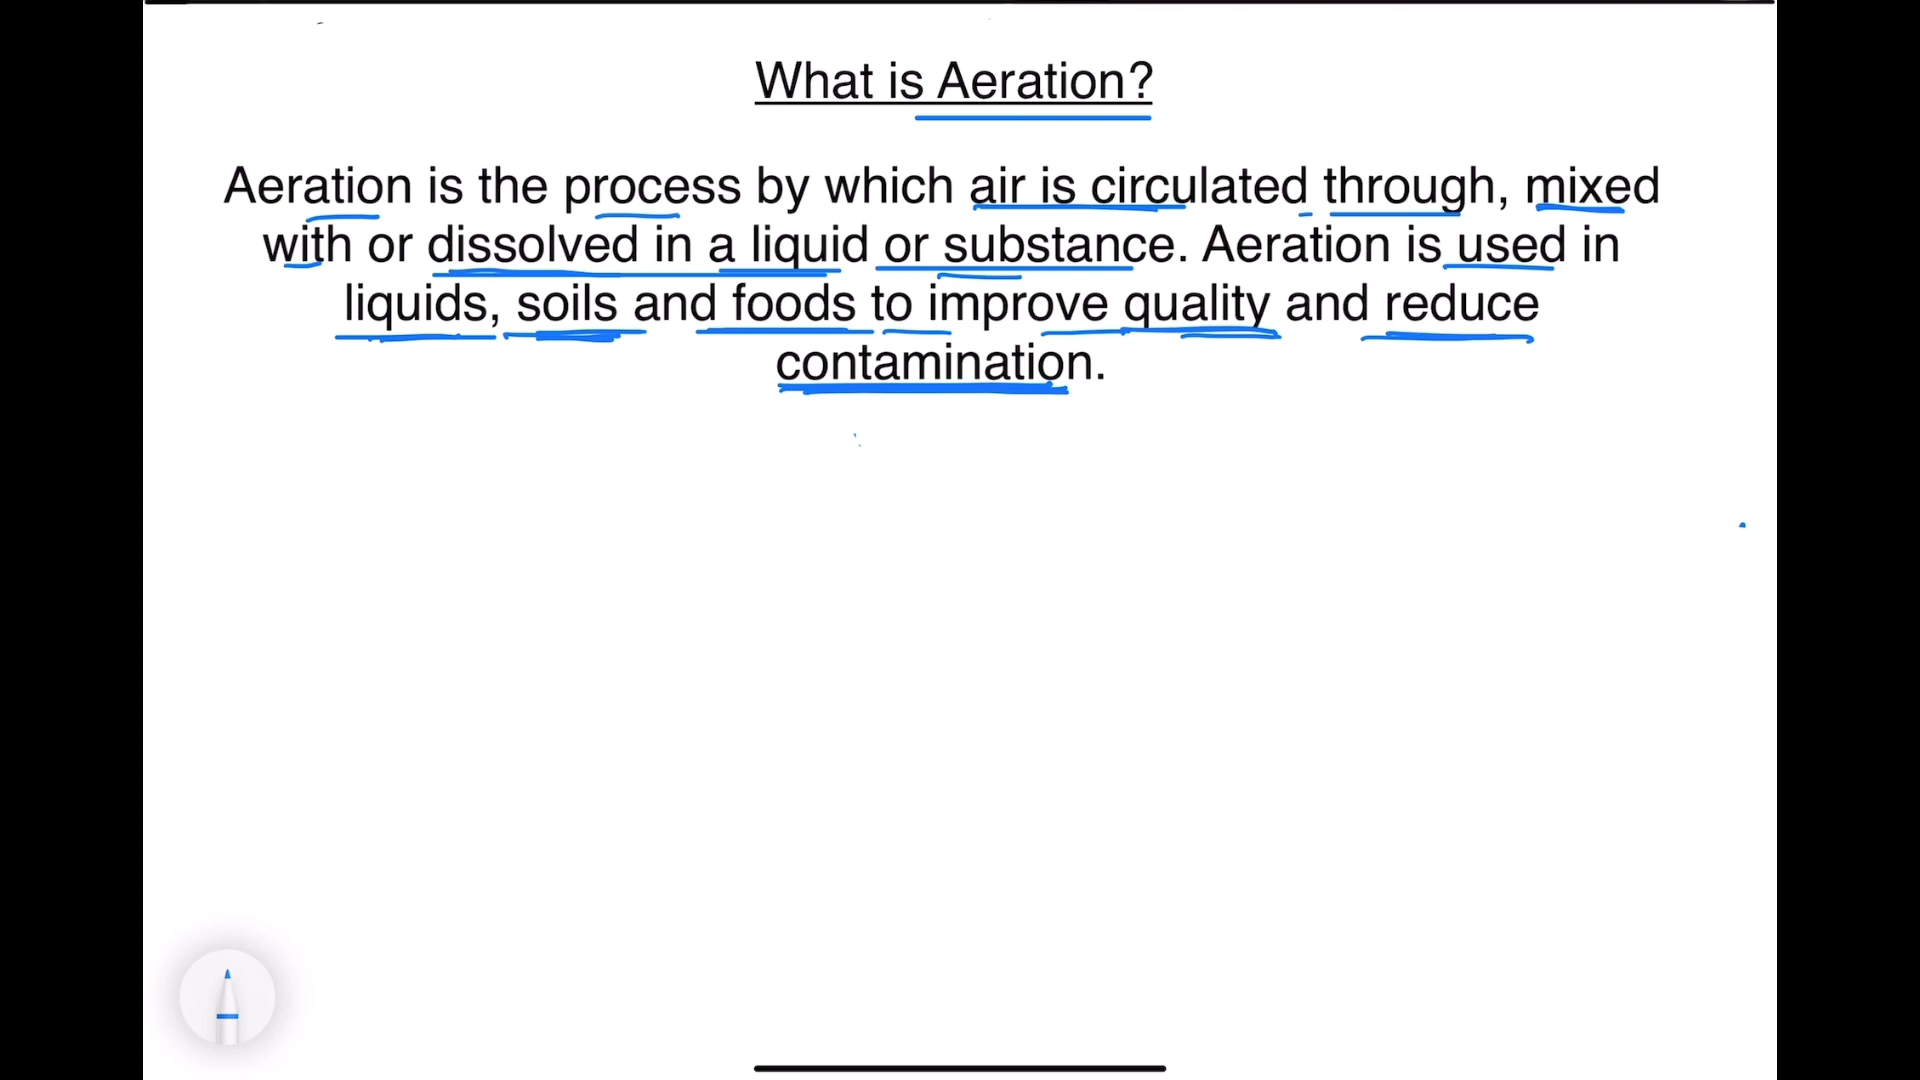 What is Aeration?
Aeration is the process by which air is circulated through, mixed
with or dissolved in a liquid or substance. Aeration is used in
liquids, soils and foods to improve quality and reduce
contamination.